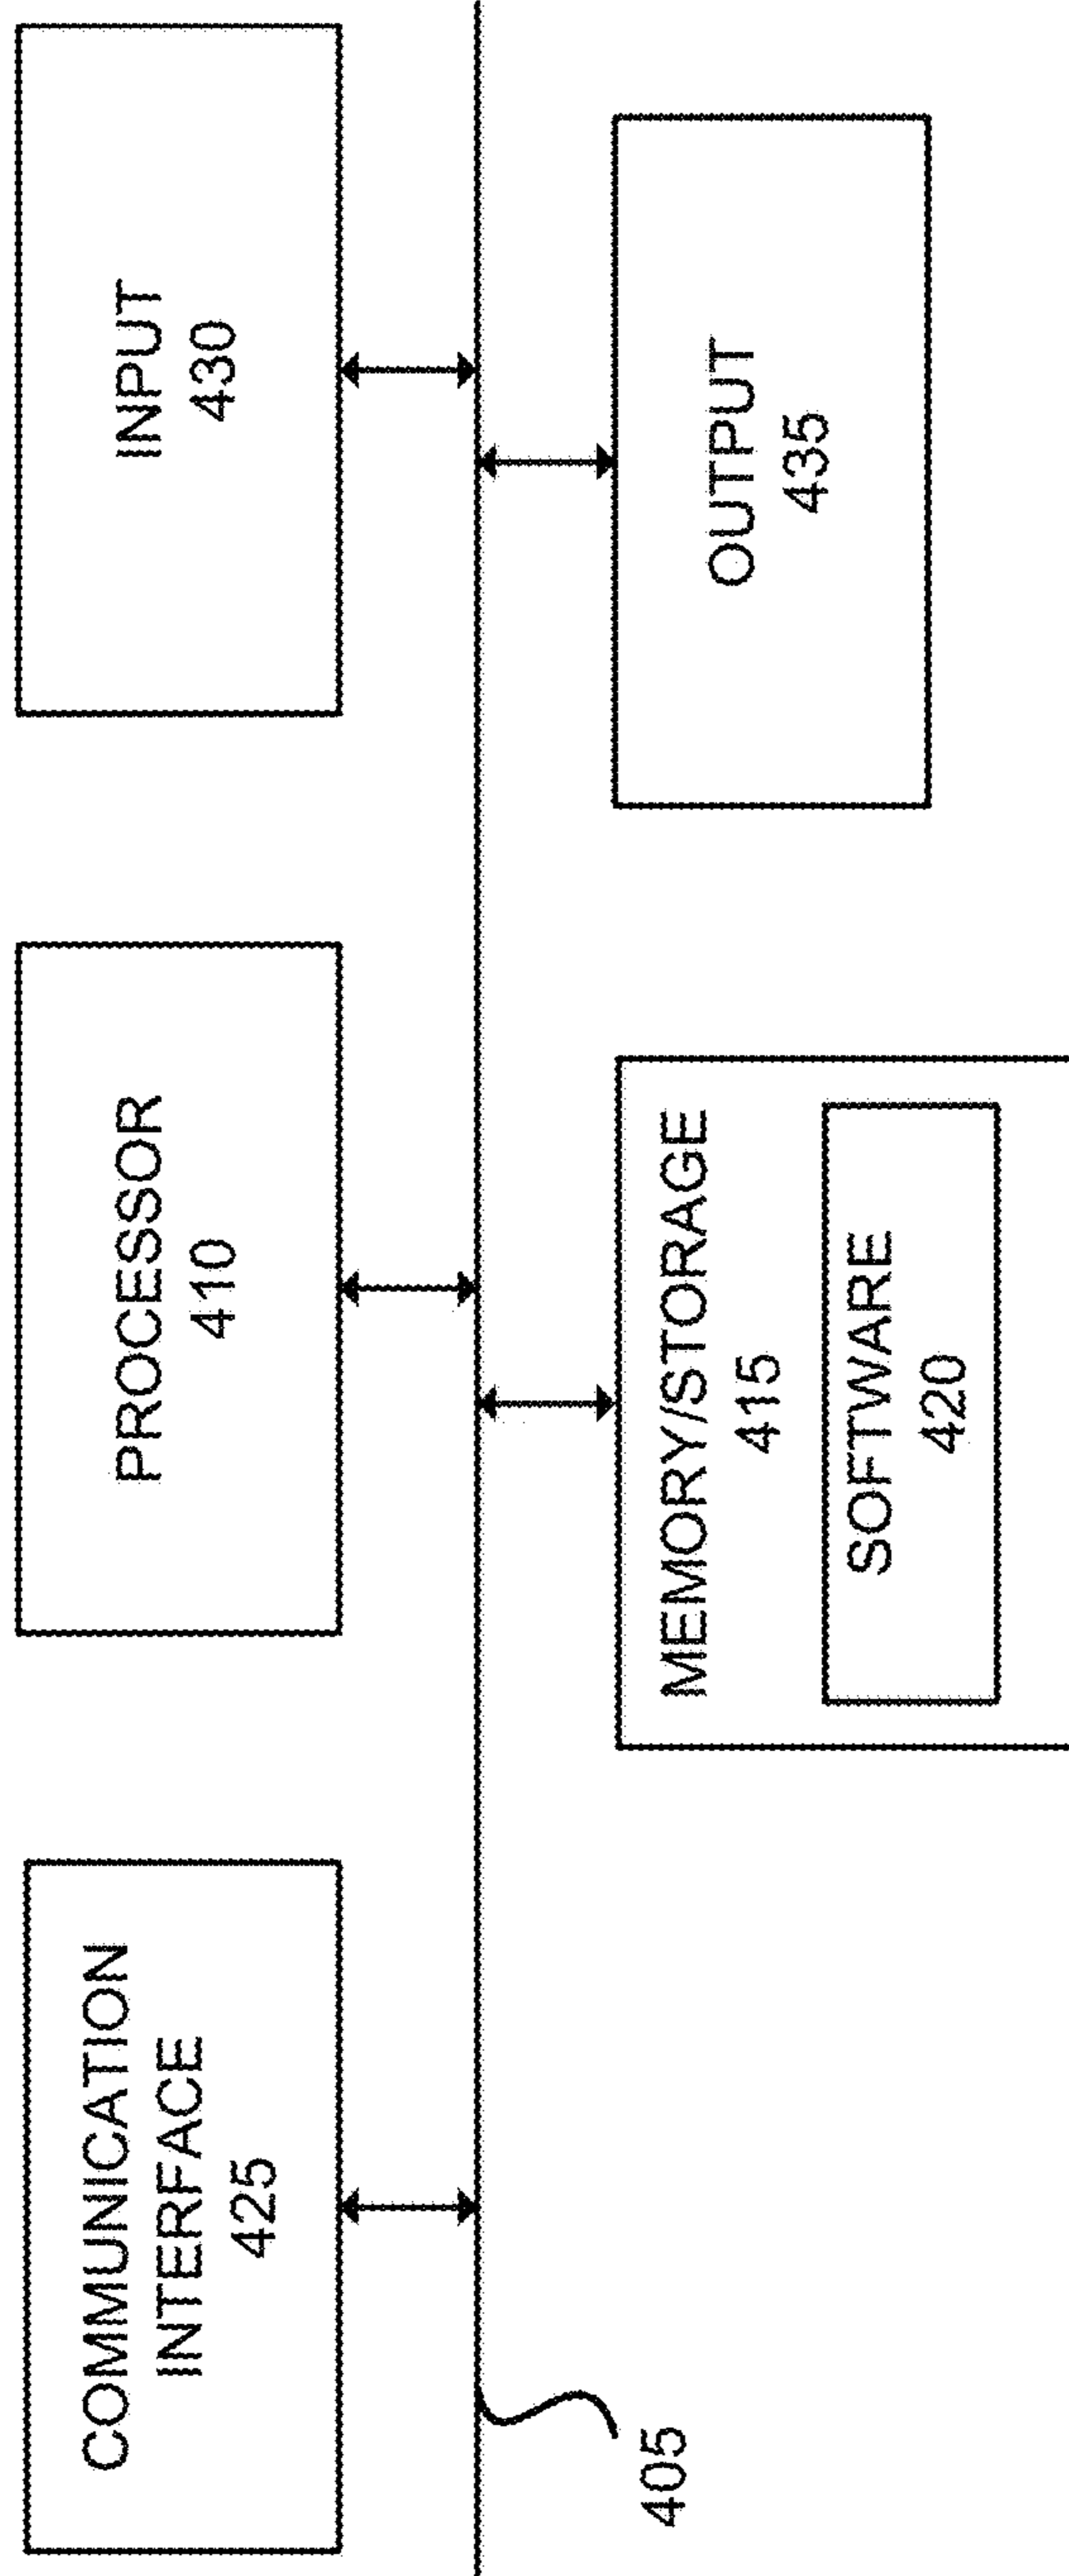 COMMUNICATION
INTERFACE
425
PROCESSOR
410
INPUT
430
405
MEMORY/STORAGE
415
SOFTWARE
420
OUTPUT
435